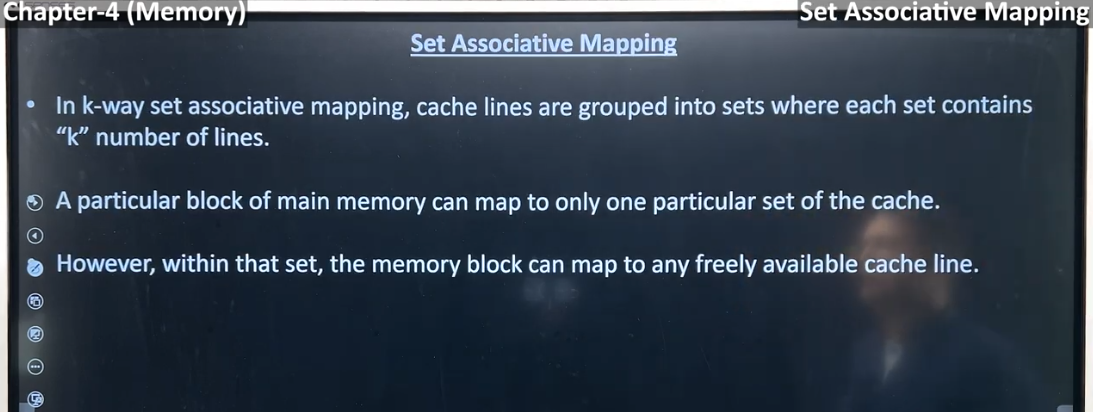 Chapter-4 (Memory)
Set Associative Mapping
Set Associative Mapping
• In k-way set associative mapping, cache lines are grouped into sets where each set contains
“k” number of lines.
A particular block of main memory can map to only one particular set of the cache.
However, within that set, the memory block can map to any freely available cache line.